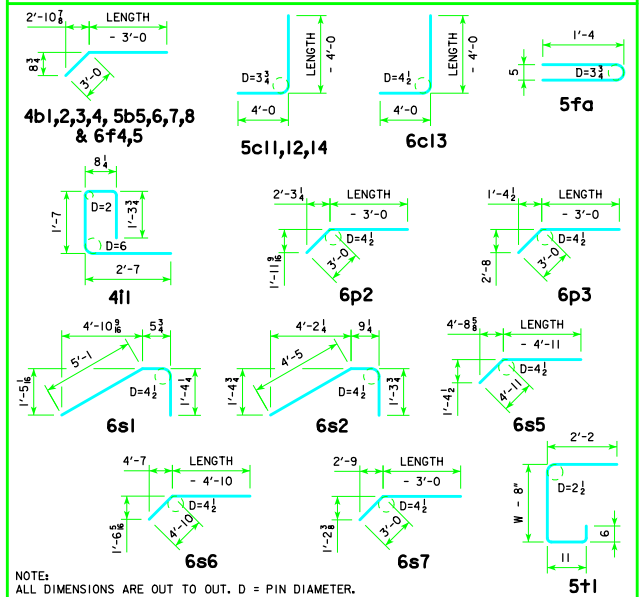 2'-10 7/8
LENGTH
- 3'-0
8 3/4
3'-0
4b1,2,3,4, 5b5,6,7,8
& 6f4,5
D=3 3/4
LENGTH
- 4'-0
4'-0
5c11,12,14
D=4 1/2
LENGTH
- 4'-0
4'-0
6c13
1'-4
5
D=3 3/4
5fa
8 1/4
1'-7
D=2
1'-3 3/4
D=6
2'-7
4i1
2'-3 1/4
LENGTH
- 3'-0
1'-11 9/16
D=4 1/2
3'-0
6p2
1'-4 1/2
LENGTH
- 3'-0
2'-8
D=4 1/2
3'-0
6p3
4'-10 9/16
5 3/4
5'-1
1'-5 1/16
D=4 1/2
1'-4 1/4
6s1
4'-2 1/4
9 1/4
4'-5
1'-4 3/4
D=4 1/2
1'-3 3/4
6s2
4'-8 5/8
LENGTH
- 4'-11
1'-4 1/2
D=4 1/2
4'-11
6s5
4'-7
LENGTH
- 4'-10
1'-6 5/16
D=4 1/2
4'-10
6s6
2'-9
LENGTH
- 3'-0
1'-2 3/8
D=4 1/2
3'-0
6s7
2'-2
W - 8"
D=2 1/2
6
11
5t1
NOTE:
ALL DIMENSIONS ARE OUT TO OUT. D = PIN DIAMETER.